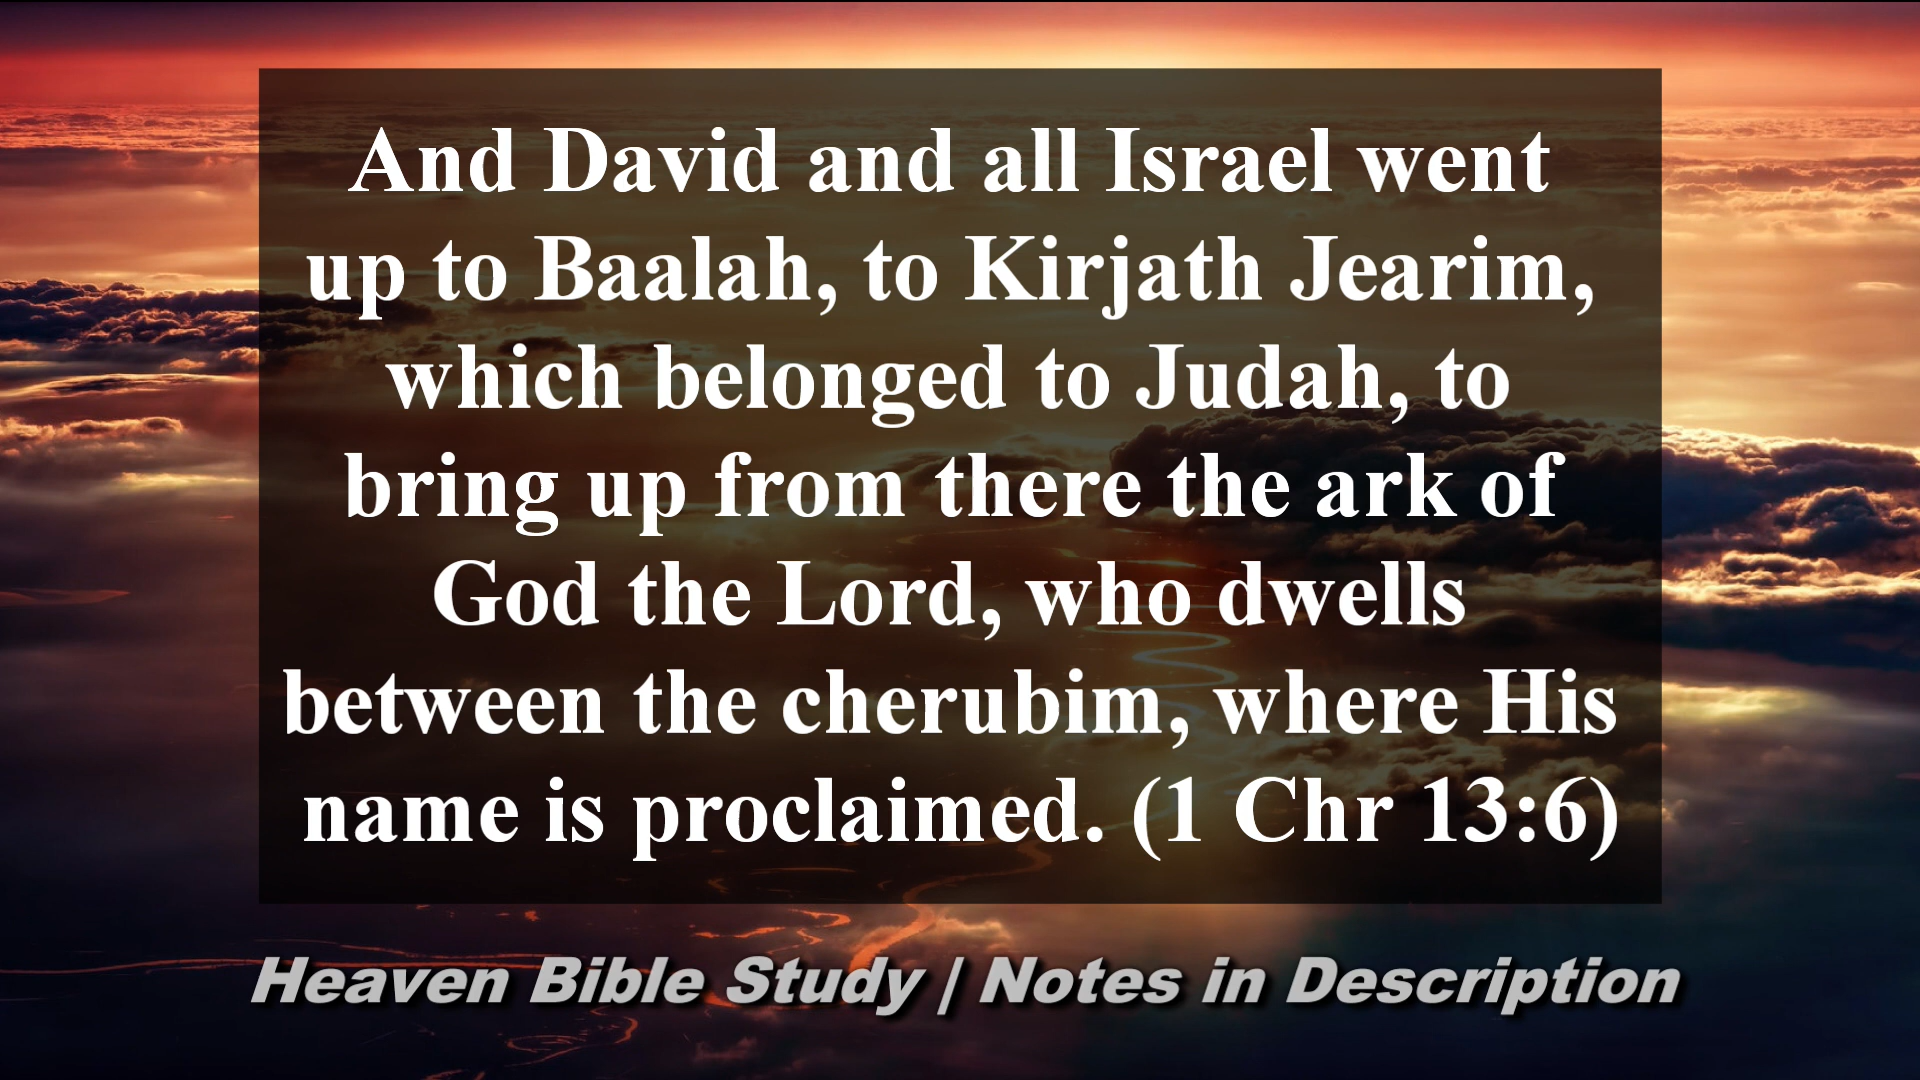 And David and all Israel went
up to Baalah, to Kirjath Jearim,
which belonged to Judah, to
bring up from there the ark of
God the Lord, who dwells
between the cherubim, where His
name is proclaimed. (1 Chr 13:6)
Heaven Bible Study | Notes in Description